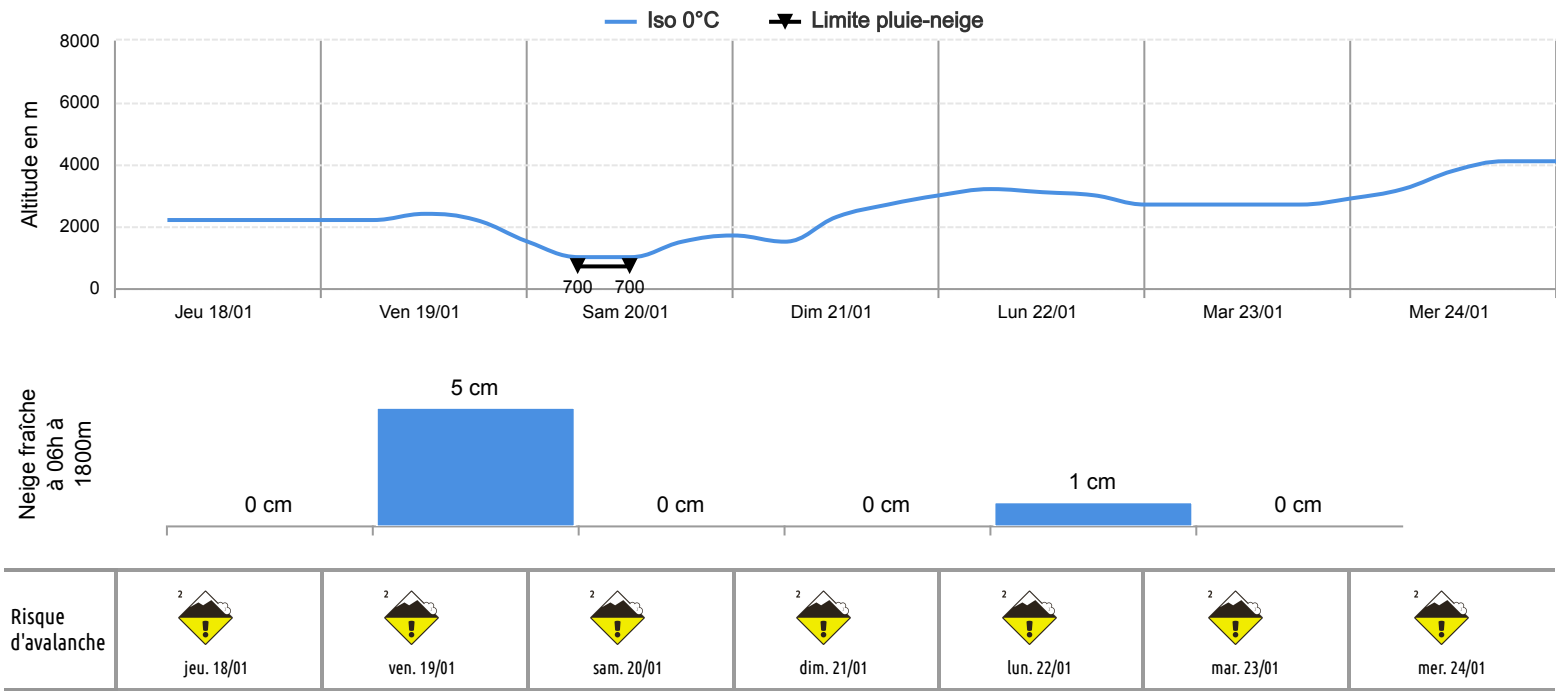 Iso 0°C Limite pluie-neige
Altitude en m
8000
6000
4000
2000
0
700 700
Jeu 18/01 Ven 19/01 Sam 20/01 Dim 21/01 Lun 22/01 Mar 23/01 Mer 24/01
Neige fraîche
à 06h à
1800m
0 cm 5 cm 0 cm 0 cm 1 cm 0 cm
Risque
d'avalanche
2 2 2 2 2 2 2
! ! ! ! ! ! !
jeu. 18/01 ven. 19/01 sam. 20/01 dim. 21/01 lun. 22/01 mar. 23/01 mer. 24/01